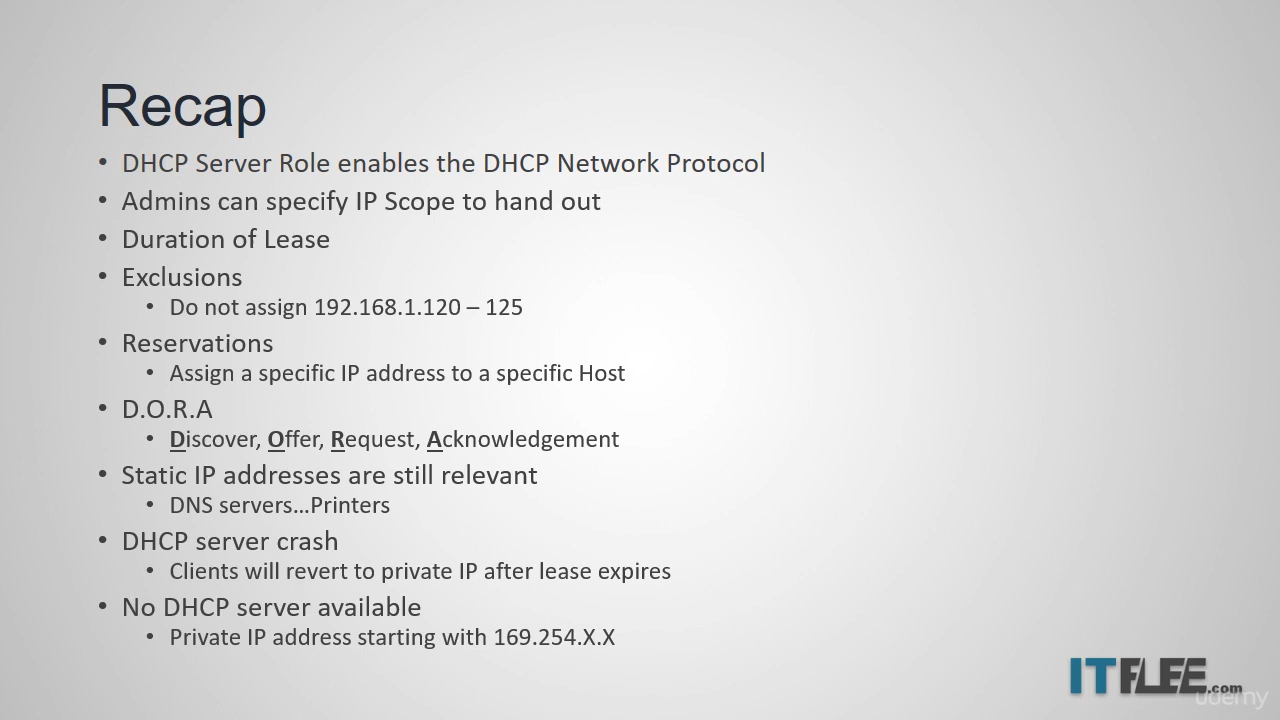 Recap
• DHCP Server Role enables the DHCP Network Protocol
• Admins can specify IP Scope to hand out
• Duration of Lease
• Exclusions
• Do not assign 192.168.1.120 – 125
• Reservations
• Assign a specific IP address to a specific Host
• D.O.R.A
• Discover, Offer, Request, Acknowledgement
• Static IP addresses are still relevant
• DNS servers…Printers
• DHCP server crash
• Clients will revert to private IP after lease expires
• No DHCP server available
• Private IP address starting with 169.254.X.X
ITFLEE.com
udemy